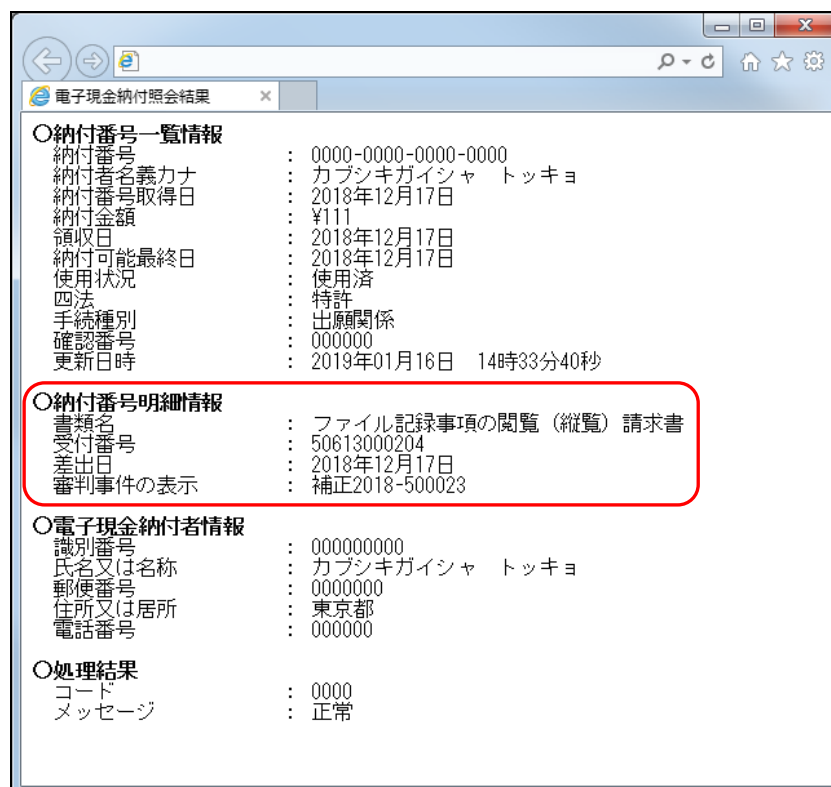 電子現金納付照会結果
○納付番号一覧情報
納付番号 : 0000-0000-0000-0000
納付者名義カナ : カブシキガイシャ トッキョ
納付番号取得日 : 2018年12月17日
納付金額 : ¥111
領収日 : 2018年12月17日
納付可能最終日 : 2018年12月17日
使用状況 : 使用済
四法 : 特許
手続種別 : 出願関係
確認番号 : 000000
更新日時 : 2019年01月16日 14時33分40秒
○納付番号明細情報
書類名 : ファイル記録事項の閲覧（縦覧）請求書
受付番号 : 50613000204
差出日 : 2018年12月17日
審判事件の表示 : 補正2018-500023
○電子現金納付者情報
識別番号 : 000000000
氏名又は名称 : カブシキガイシャ トッキョ
郵便番号 : 0000000
住所又は居所 : 東京都
電話番号 : 000000
○処理結果
コード : 0000
メッセージ : 正常